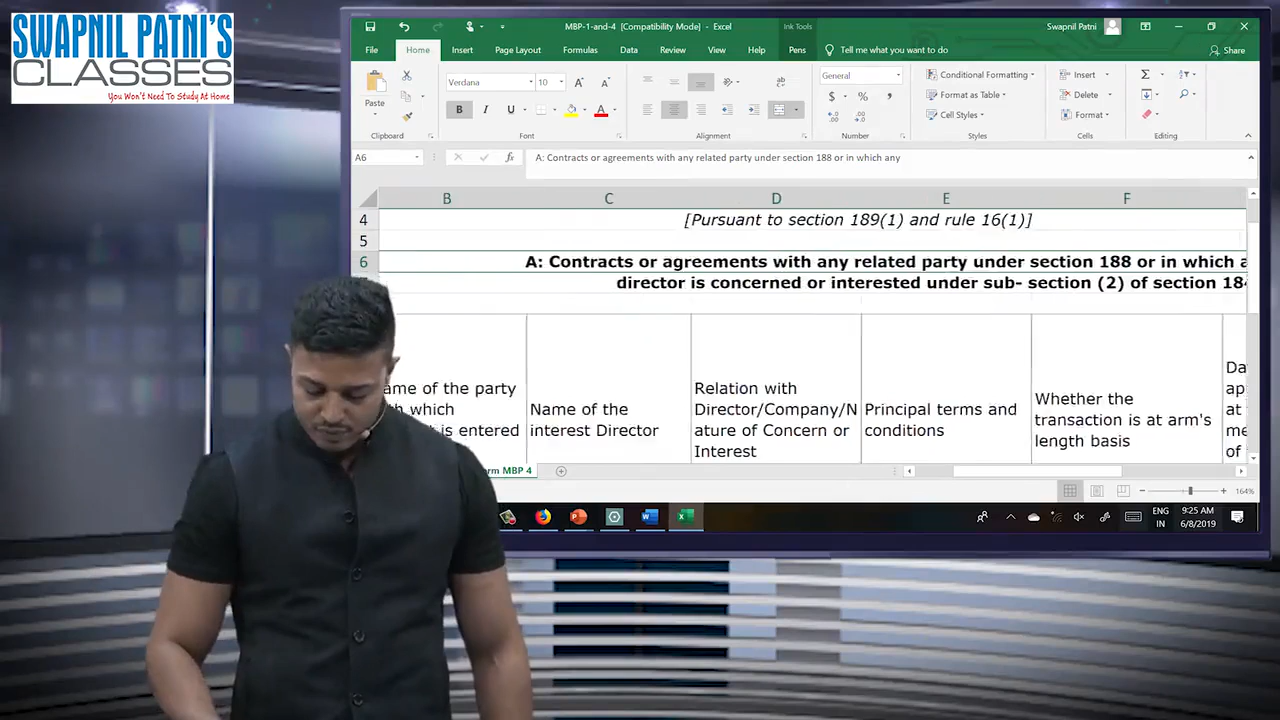 SWAPNIL PATNI'S
CLASSES
You Won't Need To Study At Home
MBP-1-and-4 [Compatibility Mode] - Excel
Ink Tools
Swapnil Patni
File Home Insert Page Layout Formulas Data Review View Help Pens Tell me what you want to do Share
Paste
Verdana 10
B I U
General
$ % ,
Conditional Formatting
Format as Table
Cell Styles
Insert
Delete
Format
Clipboard Font Alignment Number Styles Cells Editing
A6 fx A: Contracts or agreements with any related party under section 188 or in which any
B C D E F
4 [Pursuant to section 189(1) and rule 16(1)]
5
6 A: Contracts or agreements with any related party under section 188 or in which a
director is concerned or interested under sub- section (2) of section 184
ame of the party
which
is entered
Name of the
interest Director
Relation with
Director/Company/N
ature of Concern or
Interest
Principal terms and
conditions
Whether the
transaction is at arm's
length basis
Da
ap
at
me
of
orm MBP 4
164%
ENG
IN
9:25 AM
6/8/2019